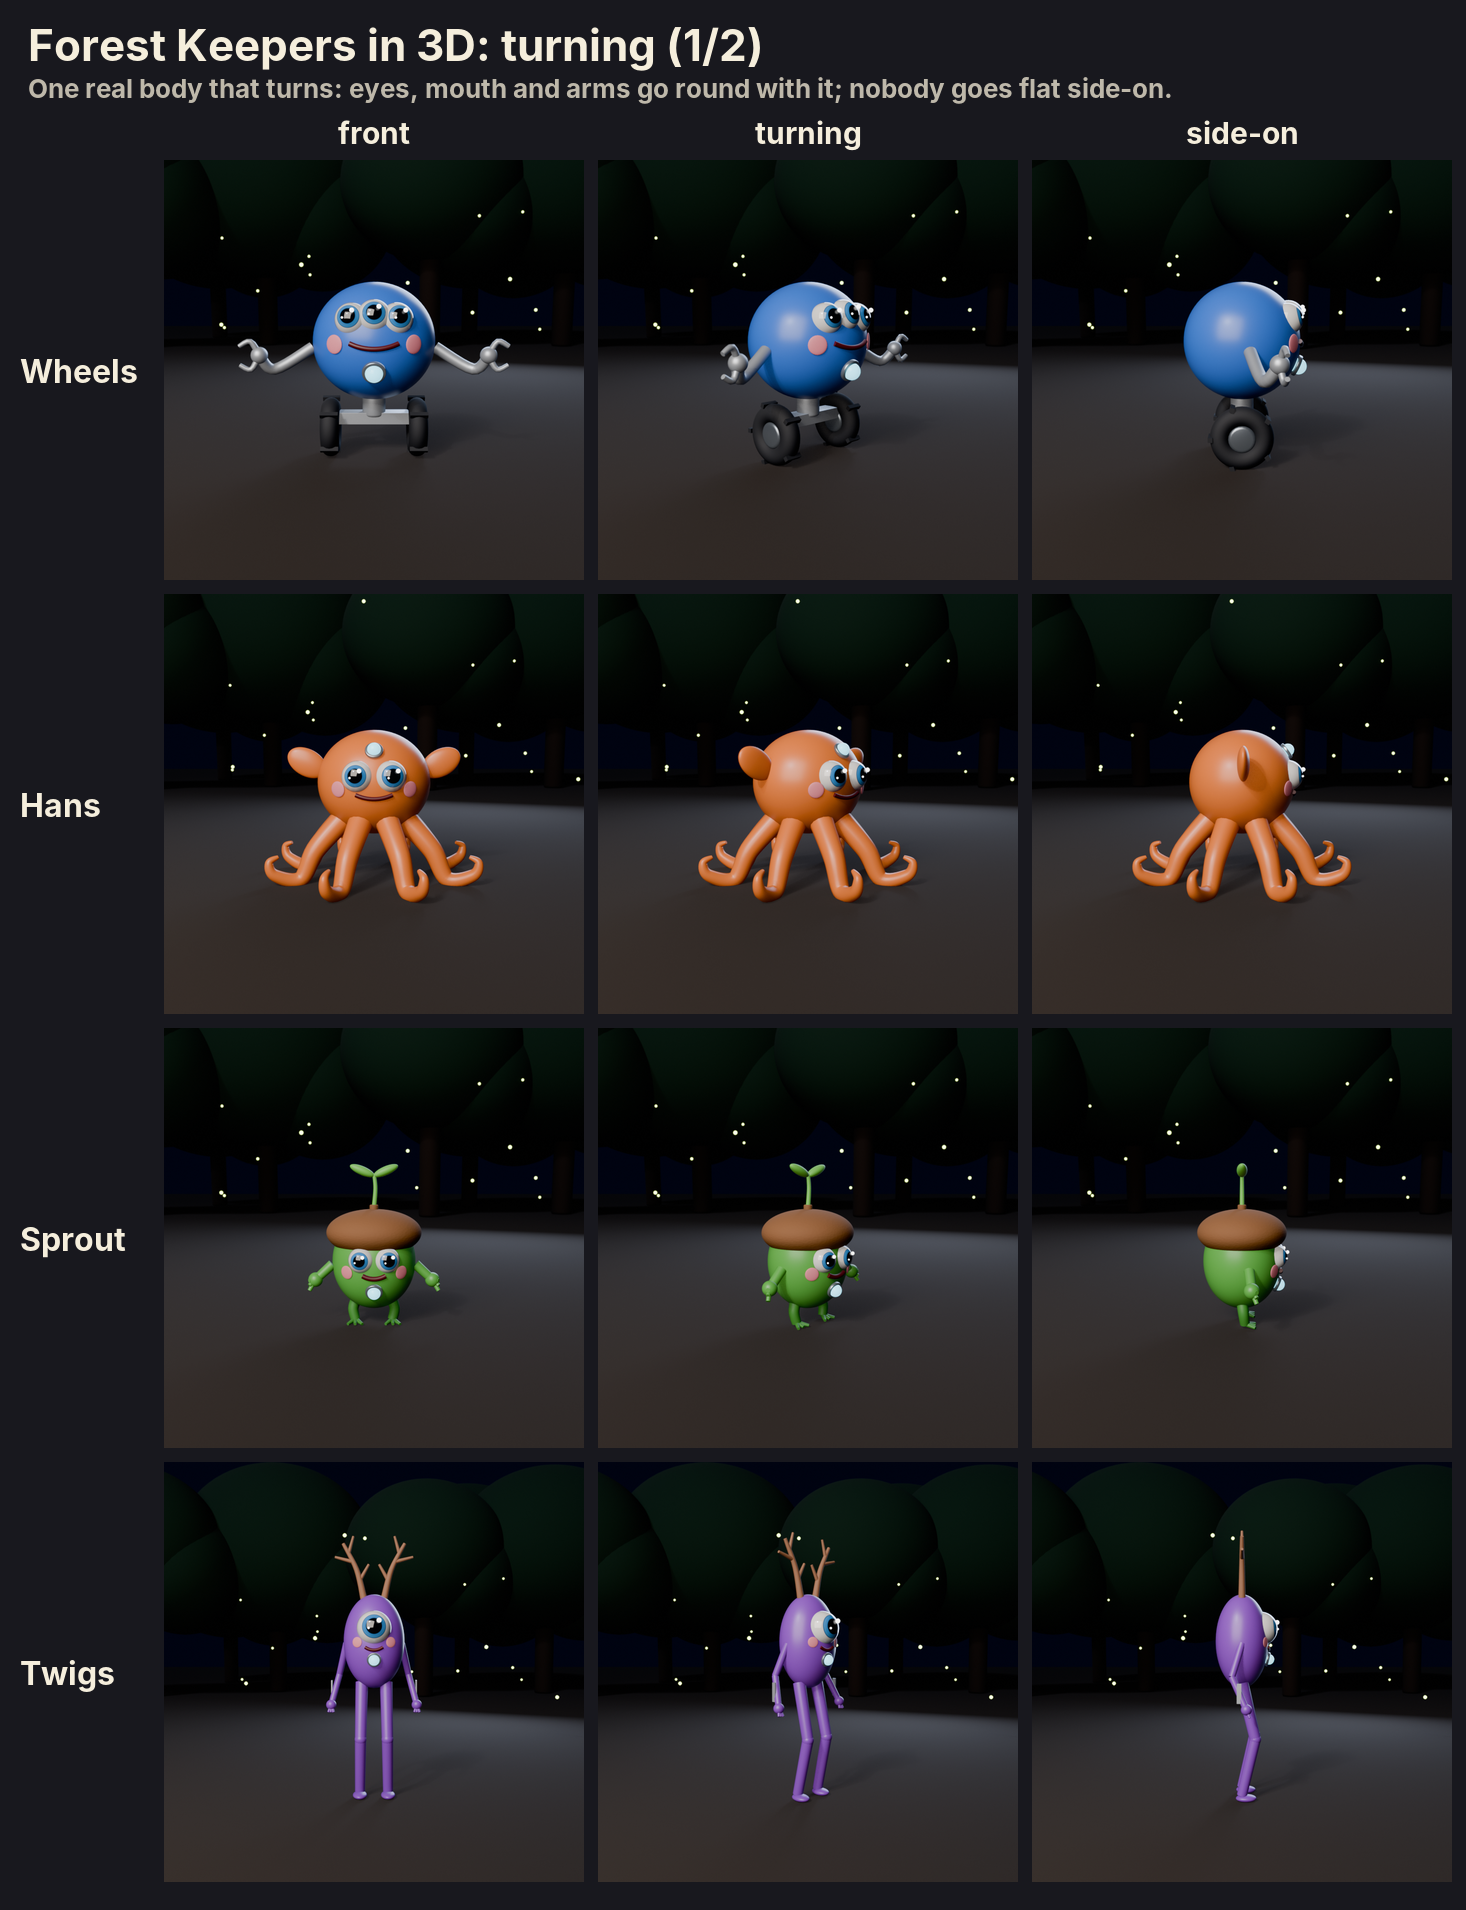 Forest Keepers in 3D: turning (1/2)
One real body that turns: eyes, mouth and arms go round with it; nobody goes flat side-on.
front turning side-on
Wheels
Hans
Sprout
Twigs